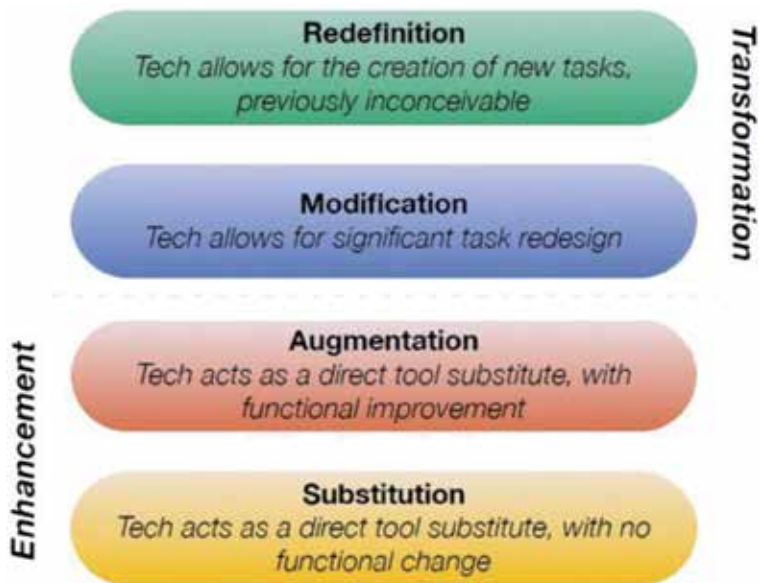 Redefinition
Tech allows for the creation of new tasks,
previously inconceivable
Transformation
Modification
Tech allows for significant task redesign
Enhancement
Augmentation
Tech acts as a direct tool substitute, with
functional improvement
Substitution
Tech acts as a direct tool substitute, with no
functional change